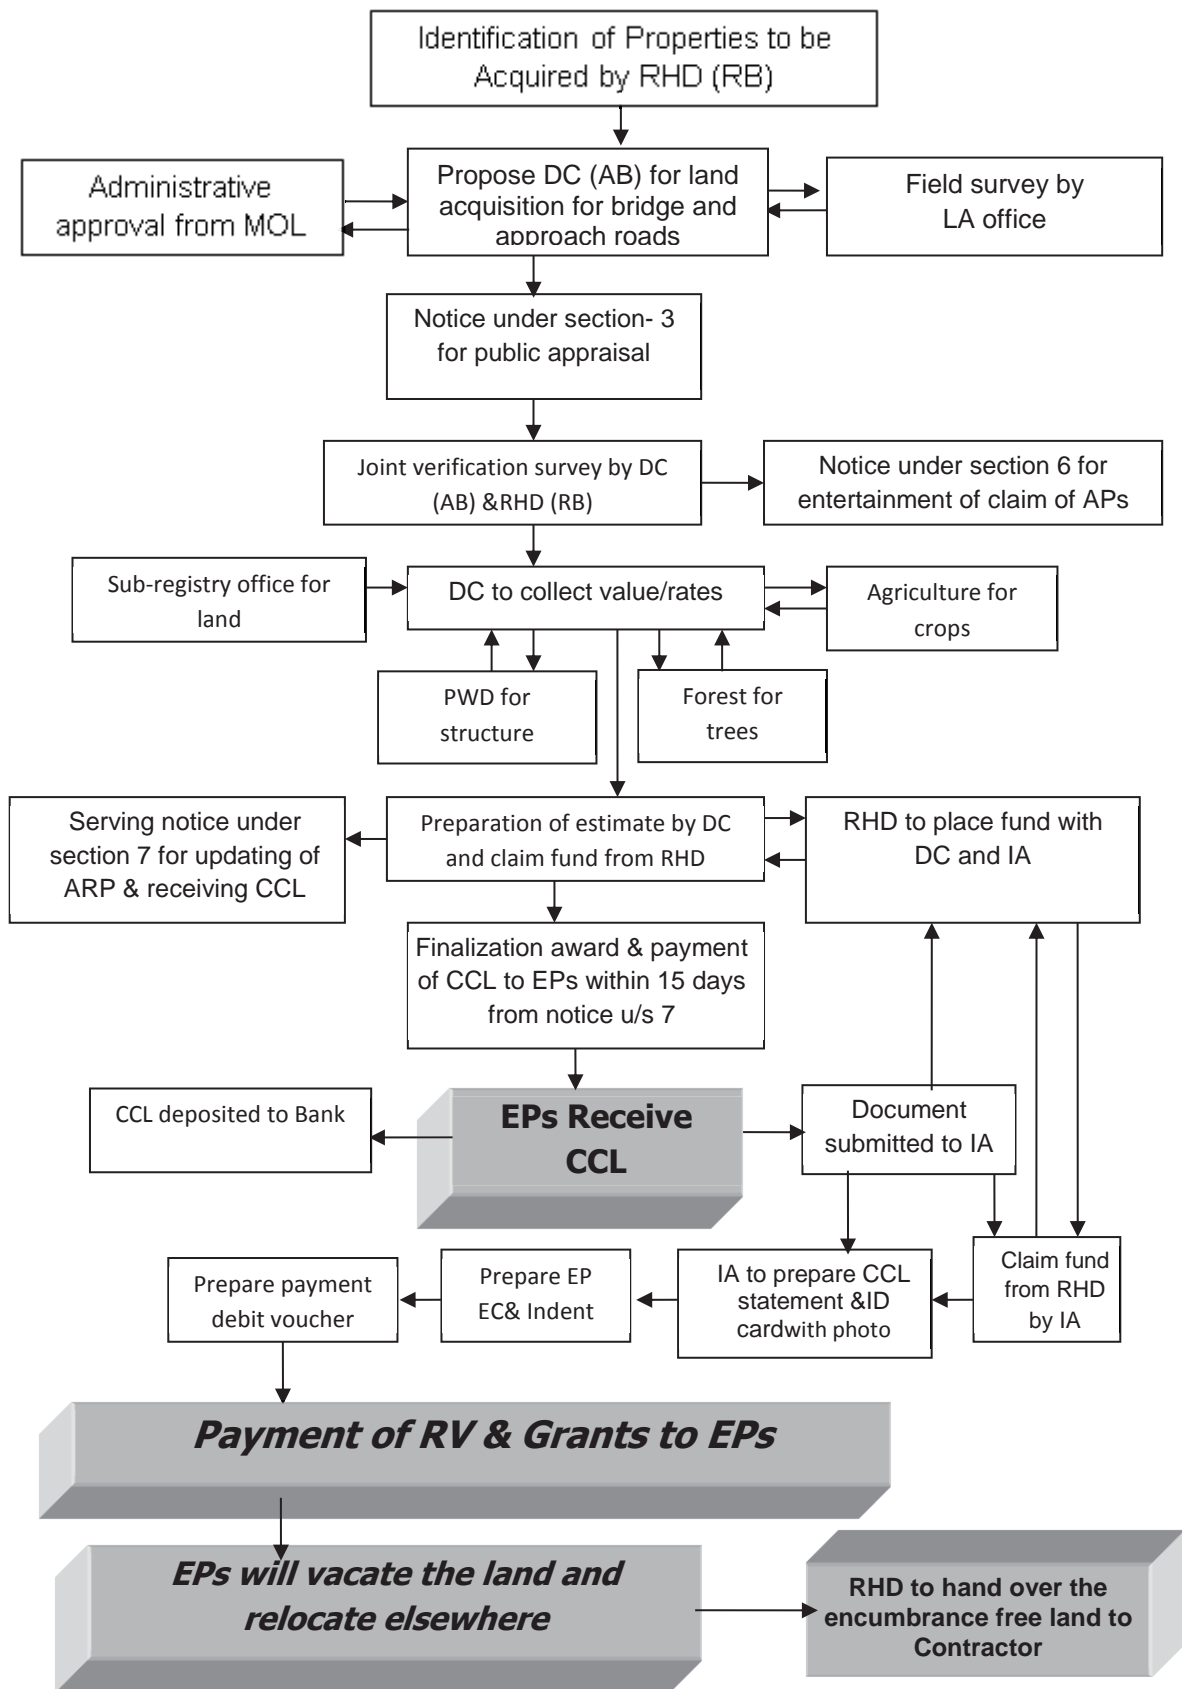 Identification of Properties to be
Acquired by RHD (RB)
Administrative
approval from MOL
Propose DC (AB) for land
acquisition for bridge and
approach roads
Field survey by
LA office
Notice under section- 3
for public appraisal
Joint verification survey by DC
(AB) &RHD (RB)
Notice under section 6 for
entertainment of claim of APs
Sub-registry office for
land
DC to collect value/rates
Agriculture for
crops
PWD for
structure
Forest for
trees
Serving notice under
section 7 for updating of
ARP & receiving CCL
Preparation of estimate by DC
and claim fund from RHD
RHD to place fund with
DC and IA
Finalization award & payment
of CCL to EPs within 15 days
from notice u/s 7
CCL deposited to Bank
EPs Receive
CCL
Document
submitted to IA
Prepare payment
debit voucher
Prepare EP
EC& Indent
IA to prepare CCL
statement &ID
cardwith photo
Claim fund
from RHD
by IA
Payment of RV & Grants to EPs
EPs will vacate the land and
relocate elsewhere
RHD to hand over the
encumbrance free land to
Contractor